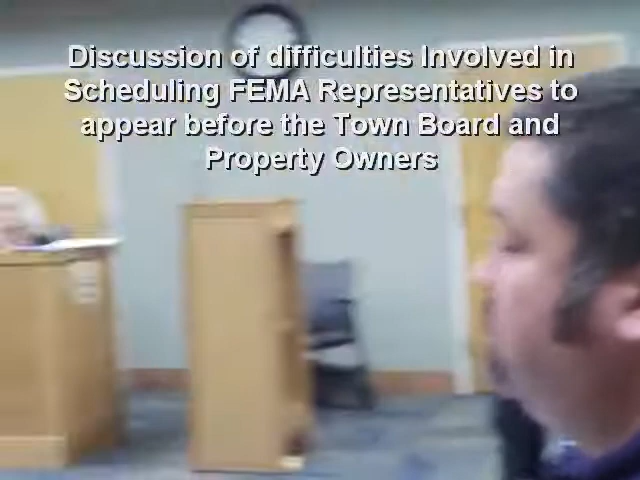 Discussion of difficulties Involved in
Scheduling FEMA Representatives to
appear before the Town Board and
Property Owners